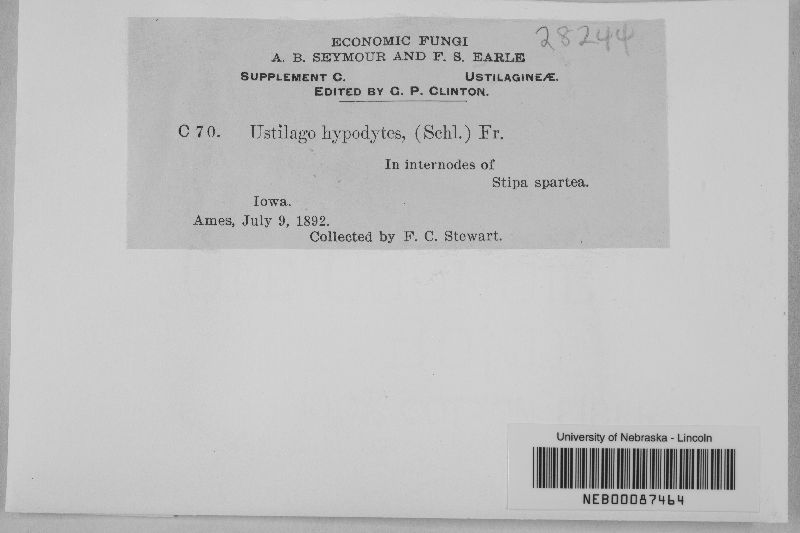 28244
ECONOMIC FUNGI
A. B. SEYMOUR AND F. S. EARLE
SUPPLEMENT C. USTILAGINEÆ.
EDITED BY G. P. CLINTON.
C 70. Ustilago hypodytes, (Schl.) Fr.
In internodes of
Stipa spartea.
Iowa.
Ames, July 9, 1892.
Collected by F. C. Stewart.
University of Nebraska - Lincoln
NEB00087464